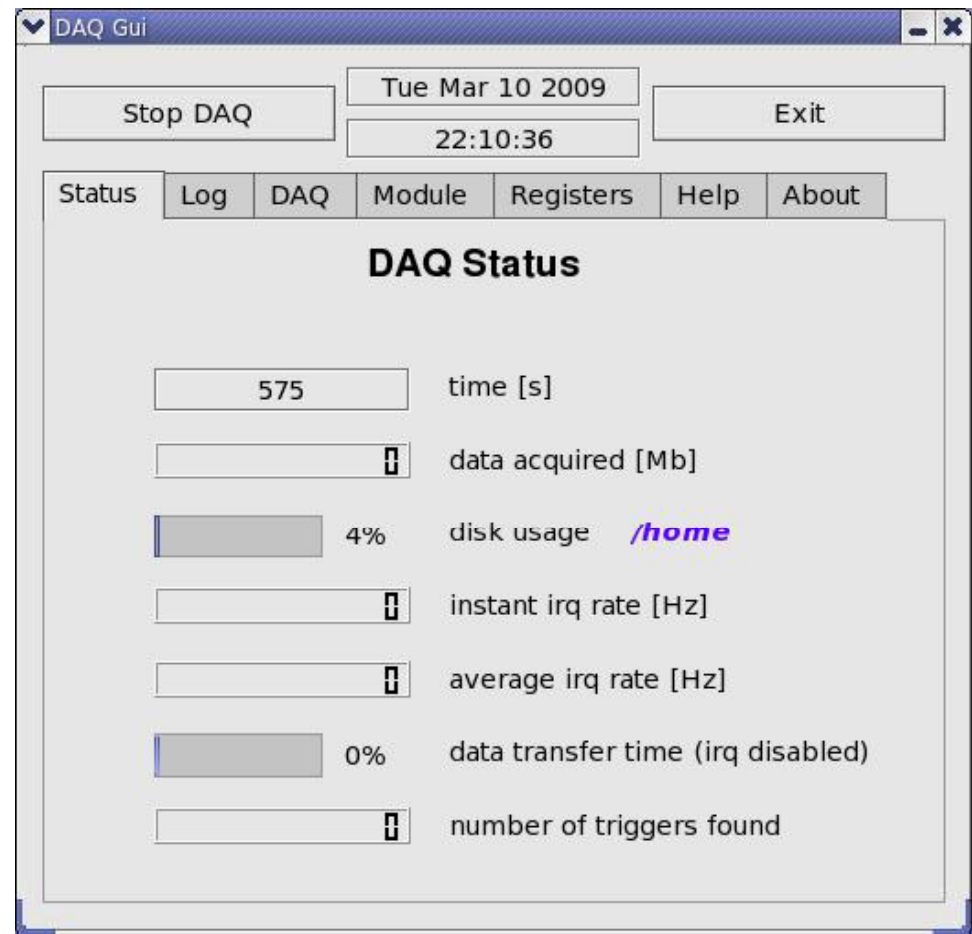 DAQ Gui
Stop DAQ
Tue Mar 10 2009
22:10:36
Exit
Status Log DAQ Module Registers Help About
DAQ Status
575 time [s]
0 data acquired [Mb]
4% disk usage /home
0 instant irq rate [Hz]
0 average irq rate [Hz]
0% data transfer time (irq disabled)
0 number of triggers found